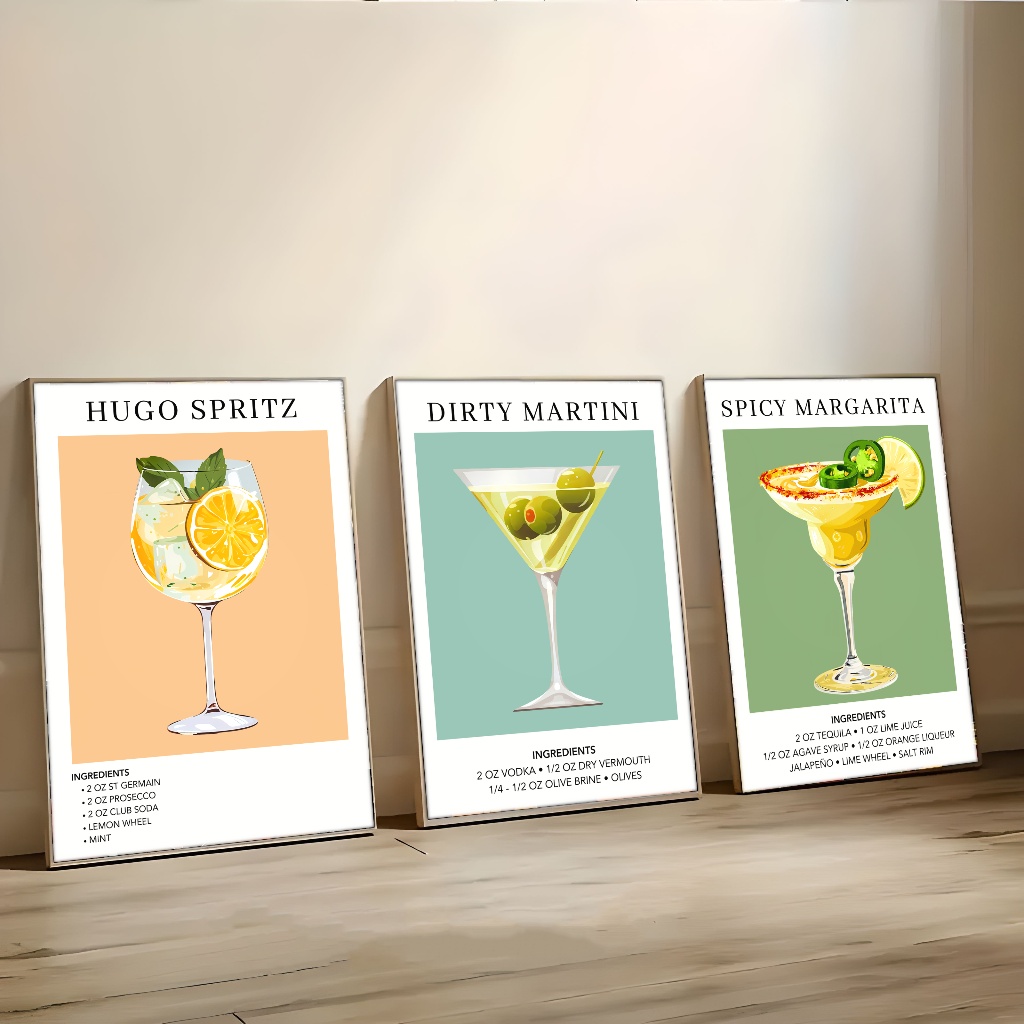 HUGO SPRITZ
INGREDIENTS
• 2 OZ ST GERMAIN
• 2 OZ PROSECCO
• 2 OZ CLUB SODA
• LEMON WHEEL
• MINT
DIRTY MARTINI
INGREDIENTS
2 OZ VODKA • 1/2 OZ DRY VERMOUTH
1/4 - 1/2 OZ OLIVE BRINE • OLIVES
SPICY MARGARITA
INGREDIENTS
2 OZ TEQUILA • 1 OZ LIME JUICE
1/2 OZ AGAVE SYRUP • 1/2 OZ ORANGE LIQUEUR
JALAPEÑO • LIME WHEEL • SALT RIM